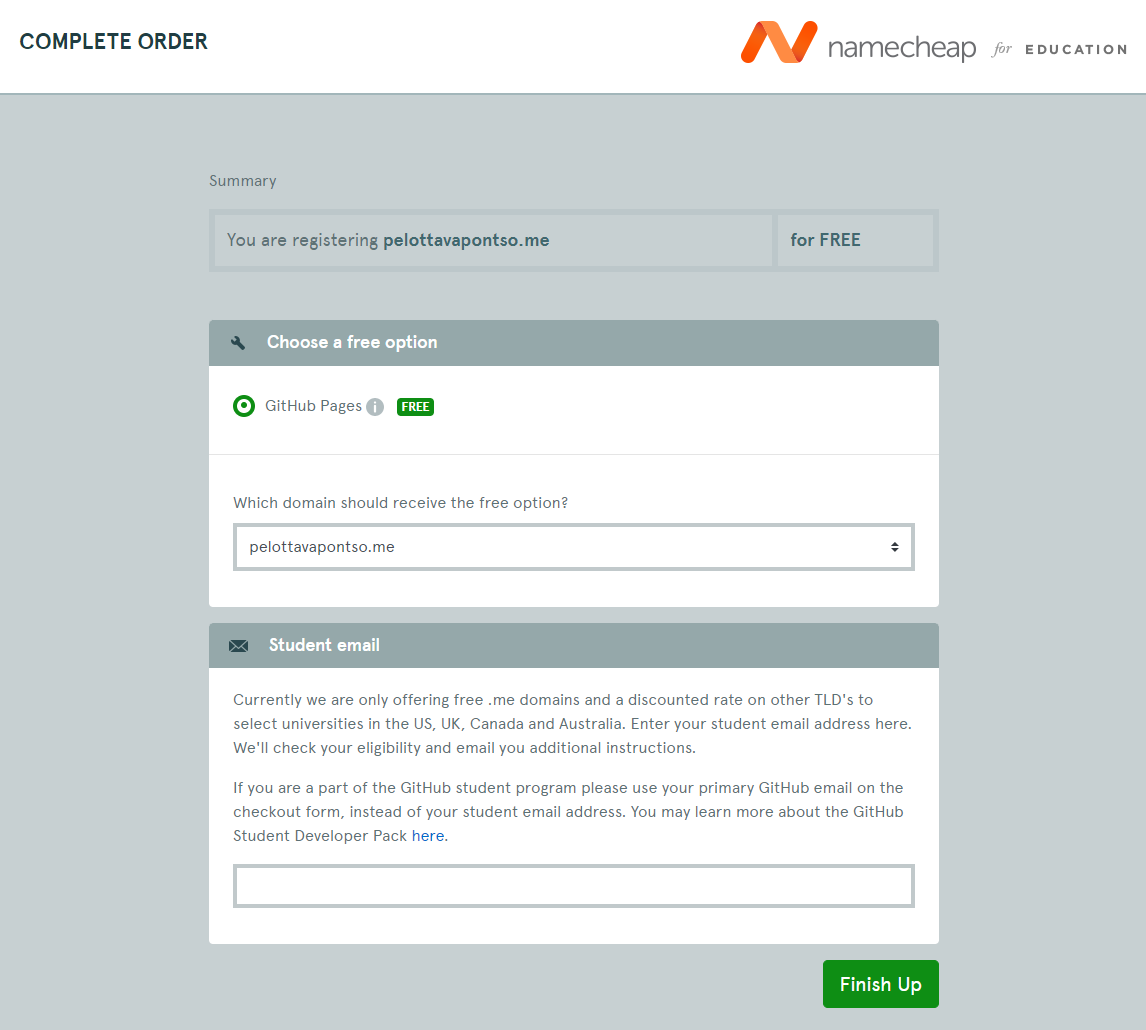 COMPLETE ORDER
namecheap for EDUCATION
Summary
You are registering pelottavapontso.me
for FREE
Choose a free option
GitHub Pages i FREE
Which domain should receive the free option?
pelottavapontso.me
Student email
Currently we are only offering free .me domains and a discounted rate on other TLD's to
select universities in the US, UK, Canada and Australia. Enter your student email address here.
We'll check your eligibility and email you additional instructions.
If you are a part of the GitHub student program please use your primary GitHub email on the
checkout form, instead of your student email address. You may learn more about the GitHub
Student Developer Pack here.
Finish Up